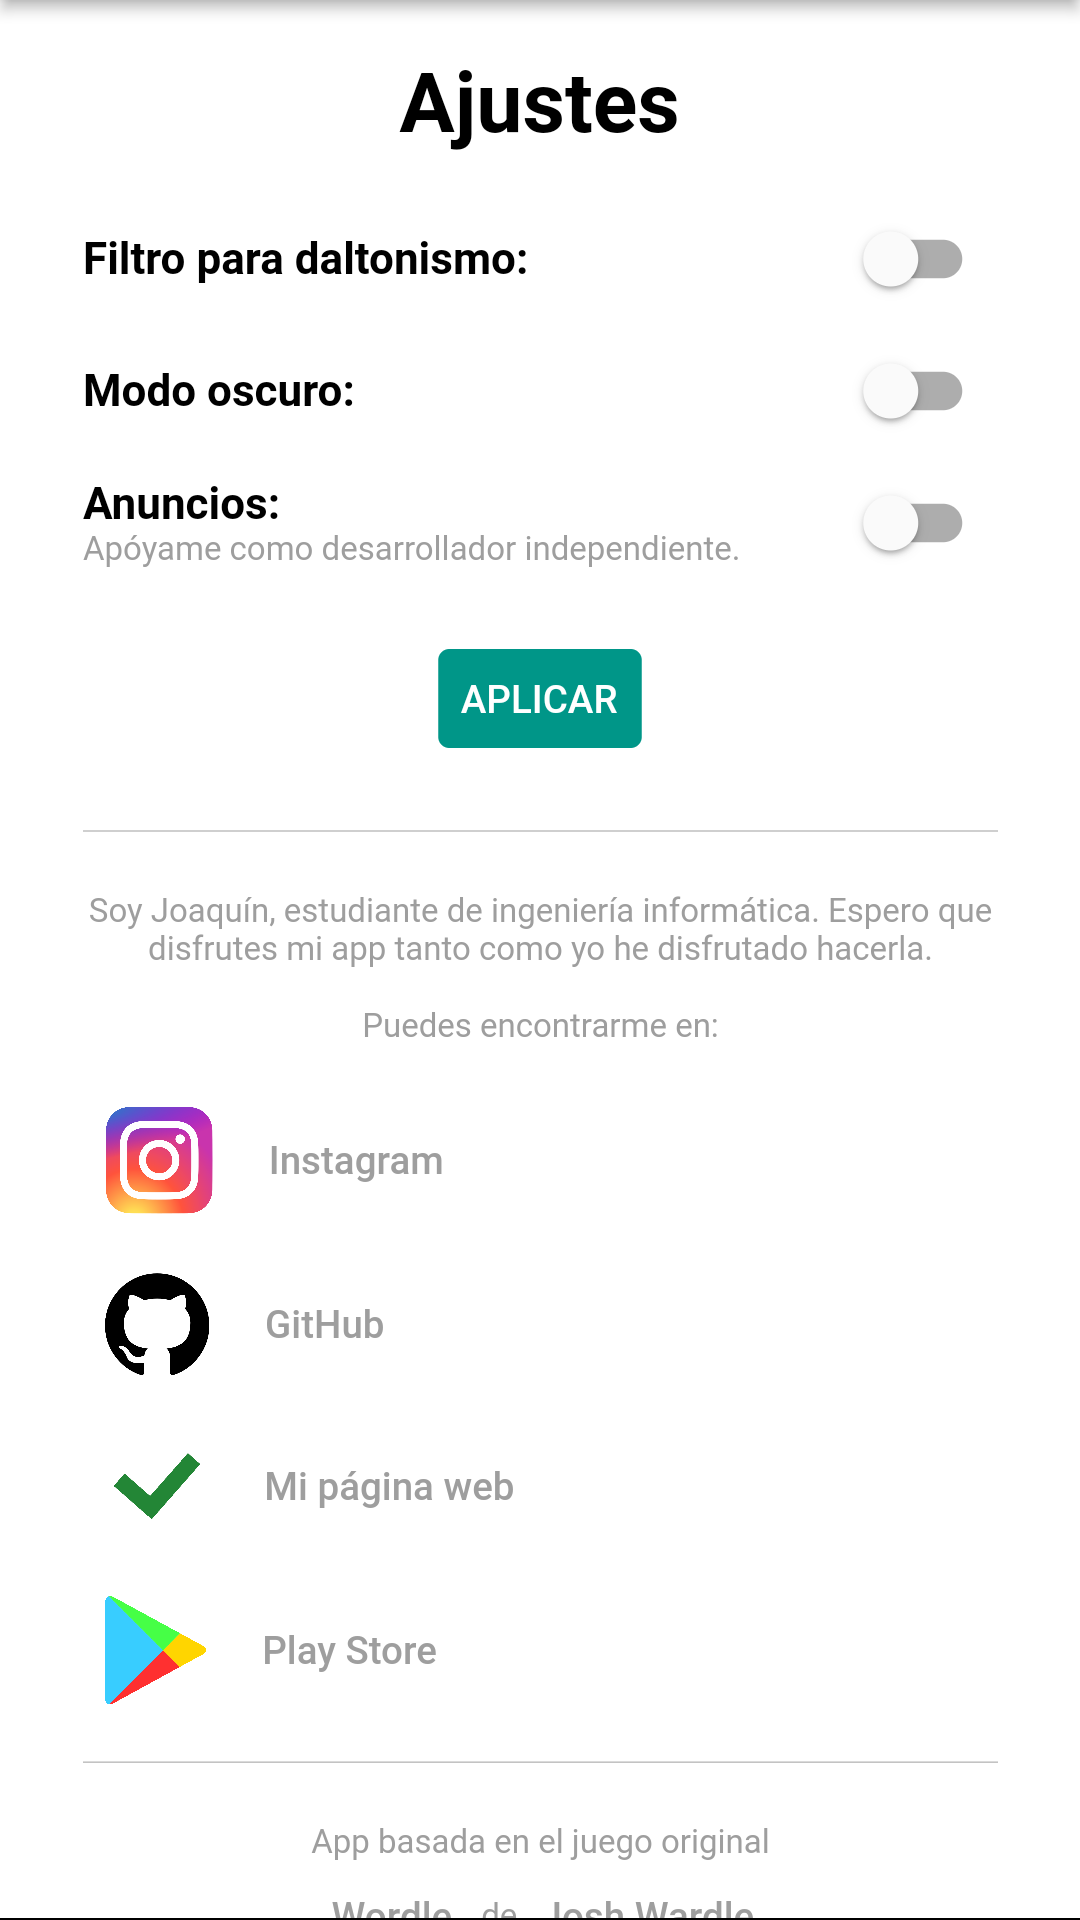 Ajustes
Filtro para daltonismo:
Modo oscuro:
Anuncios:
Apóyame como desarrollador independiente.
APLICAR
Soy Joaquín, estudiante de ingeniería informática. Espero que
disfrutes mi app tanto como yo he disfrutado hacerla.
Puedes encontrarme en:
Instagram
GitHub
Mi página web
Play Store
App basada en el juego original
Wordle de Josh Wardle